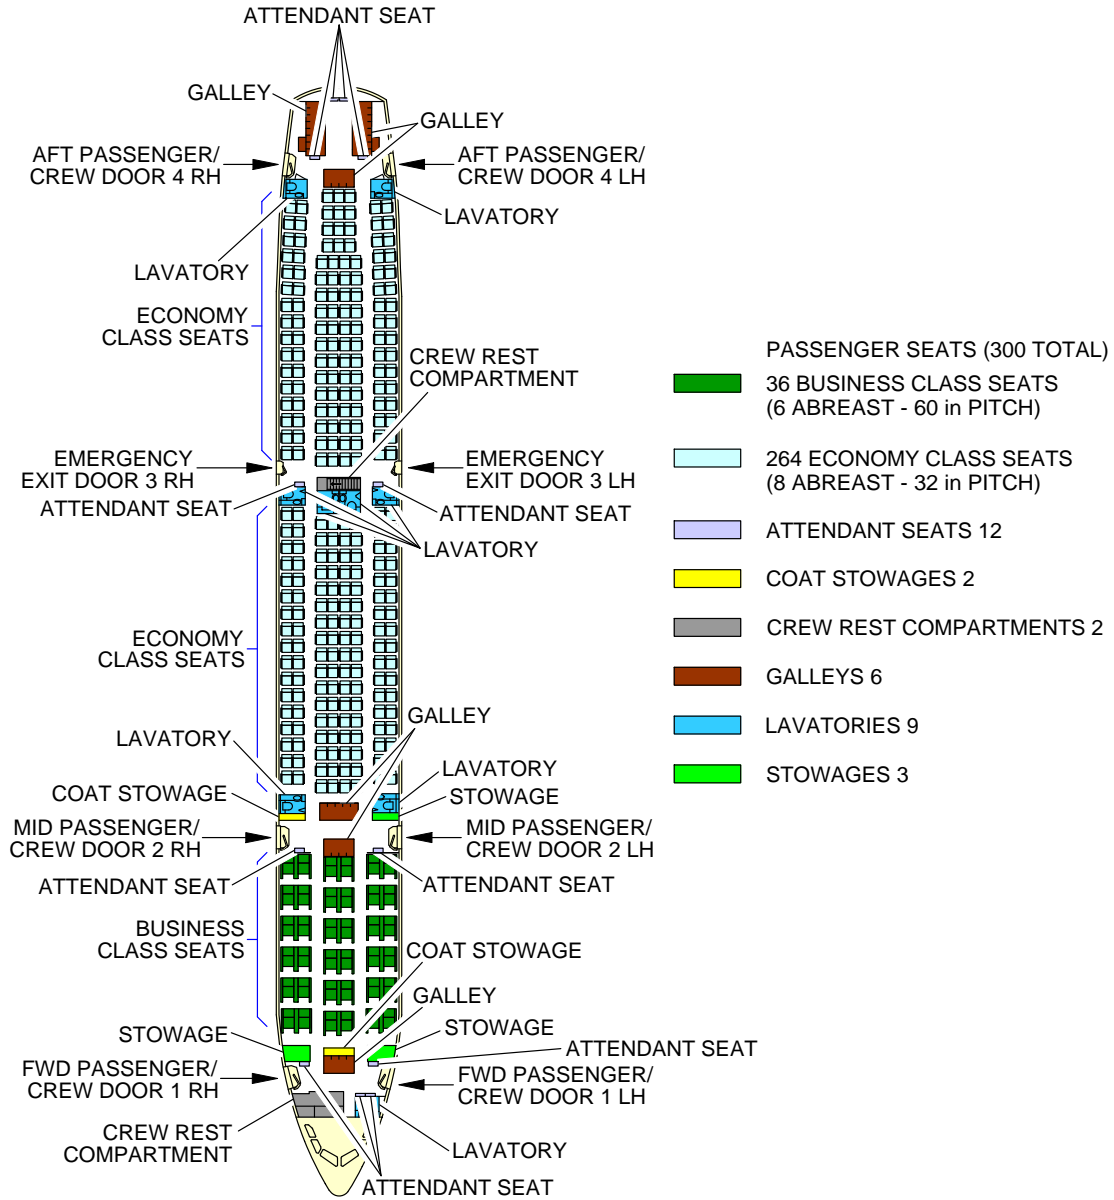 ATTENDANT SEAT
GALLEY
GALLEY
AFT PASSENGER/
CREW DOOR 4 RH
AFT PASSENGER/
CREW DOOR 4 LH
LAVATORY
LAVATORY
ECONOMY
CLASS SEATS
CREW REST
COMPARTMENT
EMERGENCY
EXIT DOOR 3 RH
EMERGENCY
EXIT DOOR 3 LH
ATTENDANT SEAT
ATTENDANT SEAT
LAVATORY
ECONOMY
CLASS SEATS
GALLEY
LAVATORY
LAVATORY
COAT STOWAGE
STOWAGE
MID PASSENGER/
CREW DOOR 2 RH
MID PASSENGER/
CREW DOOR 2 LH
ATTENDANT SEAT
ATTENDANT SEAT
BUSINESS
CLASS SEATS
COAT STOWAGE
GALLEY
STOWAGE
STOWAGE
ATTENDANT SEAT
FWD PASSENGER/
CREW DOOR 1 RH
FWD PASSENGER/
CREW DOOR 1 LH
CREW REST
COMPARTMENT
LAVATORY
ATTENDANT SEAT
PASSENGER SEATS (300 TOTAL)
36 BUSINESS CLASS SEATS
(6 ABREAST - 60 in PITCH)
264 ECONOMY CLASS SEATS
(8 ABREAST - 32 in PITCH)
ATTENDANT SEATS 12
COAT STOWAGES 2
CREW REST COMPARTMENTS 2
GALLEYS 6
LAVATORIES 9
STOWAGES 3